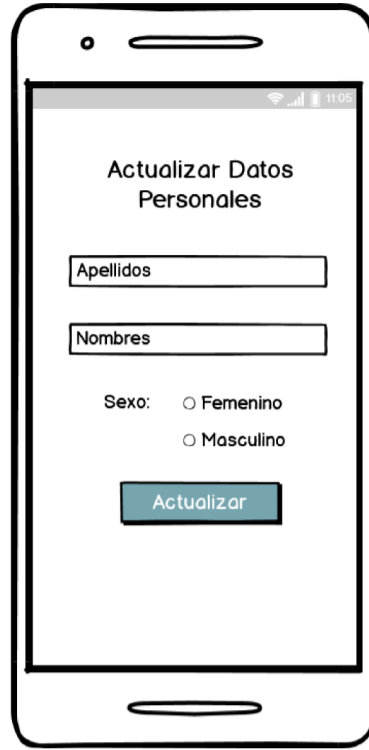 11:05
Actualizar Datos
Personales
Apellidos
Nombres
Sexo: Femenino
Masculino
Actualizar